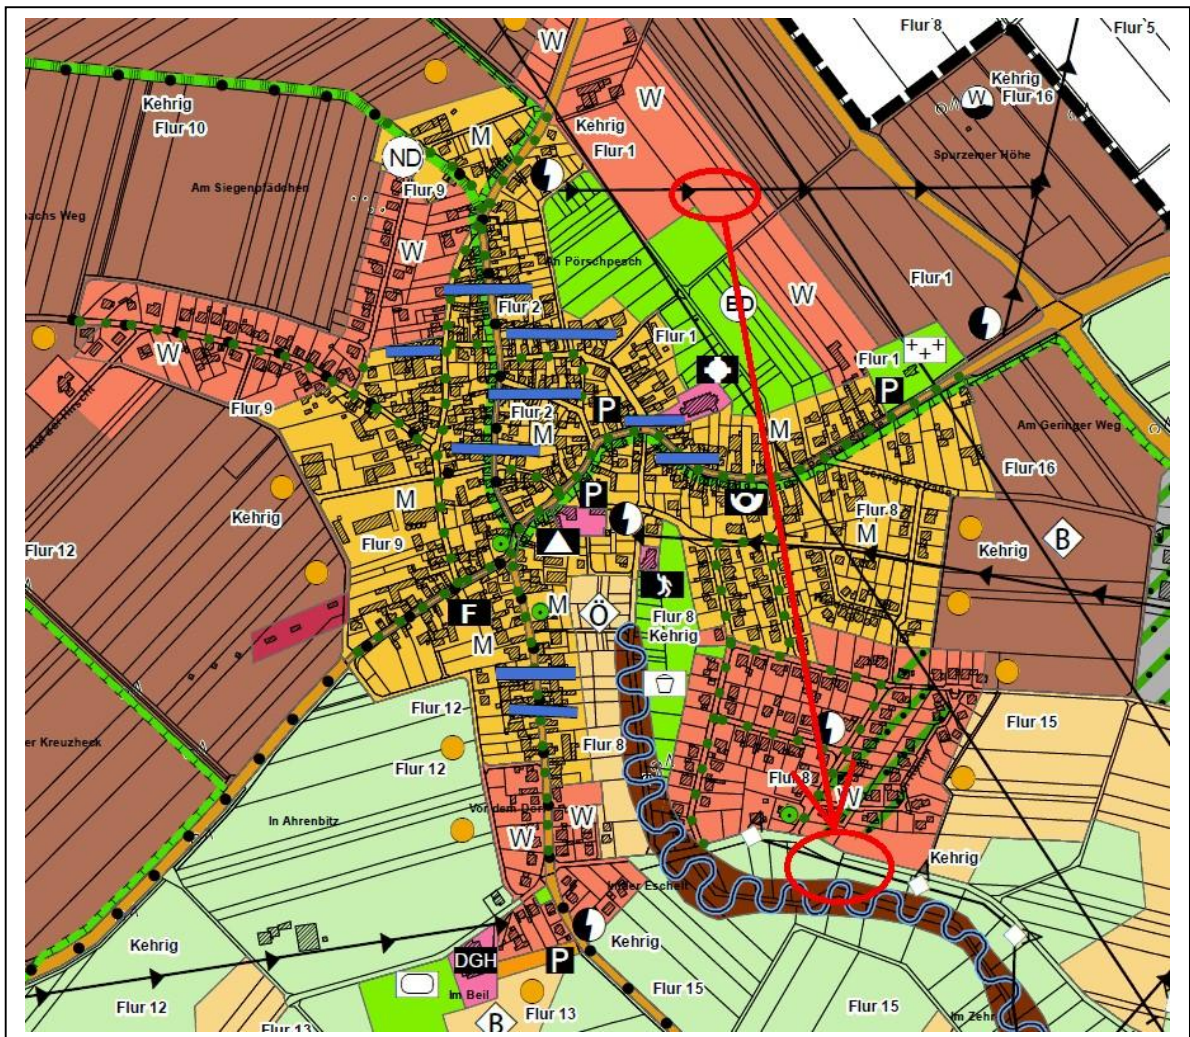 Flur 8
Flur 5
W
Kehrig
Flur 16
W
Kehrig
Flur 10
W
Kehrig
Flur 1
M
Spurzemer Höhe
ND
Flur 9
Am Siegenpfädchen
achs Weg
W
An Pörschpesch
Flur 1
W
BD
Flur 2
Flur 1
Flur 1
W
P
Flur 9
Flur 2
P
M
M
Am Geringer Weg
Flur 16
P
M
Flur 8
M
Kehrig
Flur 9
Flur 12
Kehrig
B
F
M
Ö
M
Flur 8
Kehrig
Flur 12
Flur 15
er Kreuzheck
Flur 8
Flur 12
Flur 8
W
In Ahrenbitz
W
W
Kehrig
Kehrig
Kehrig
DGH
P
Im Beil
Flur 12
Flur 13
Flur 15
Flur 15
B
Im Zehn
Flur 13